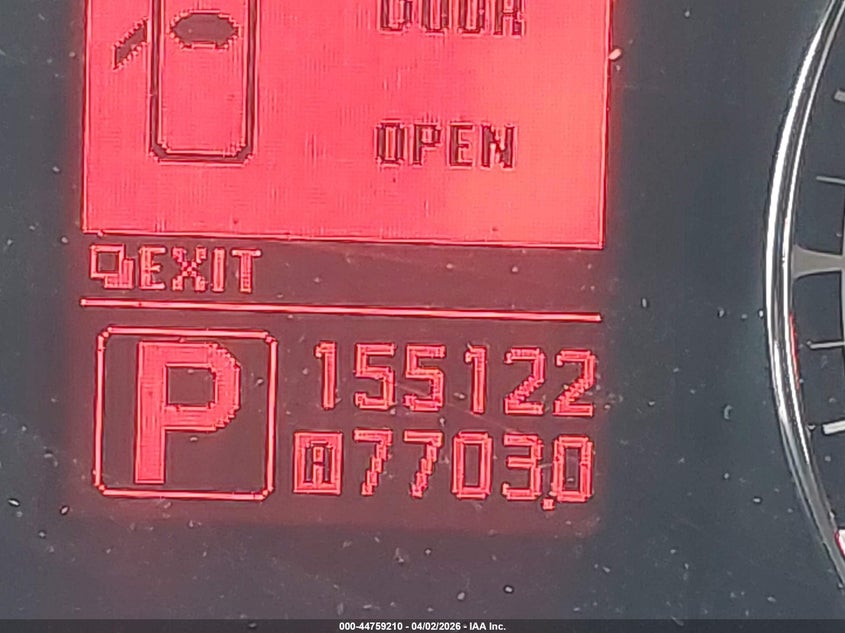 DOOR
OPEN
EXIT
P
155122
A 7703.0
000-44759210 - 04/02/2026 - IAA Inc.